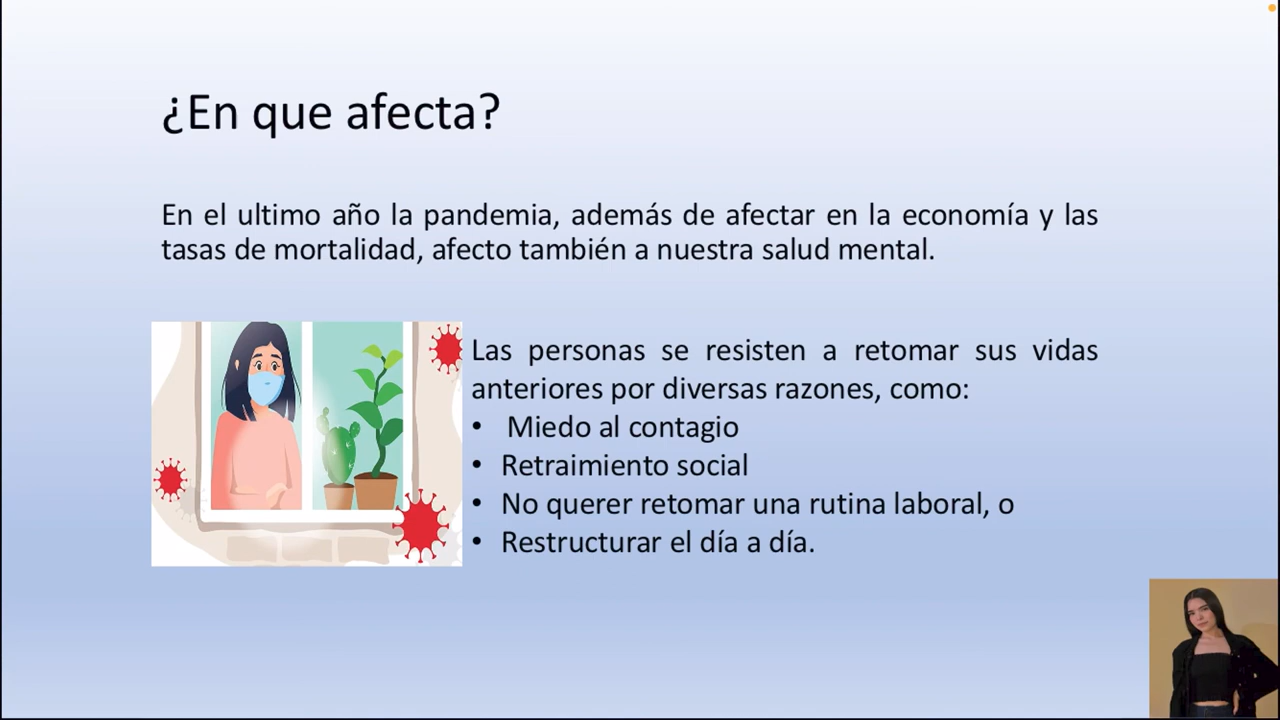 ¿En que afecta?
En el ultimo año la pandemia, además de afectar en la economía y las
tasas de mortalidad, afecto también a nuestra salud mental.
Las personas se resisten a retomar sus vidas
anteriores por diversas razones, como:
• Miedo al contagio
• Retraimiento social
• No querer retomar una rutina laboral, o
• Restructurar el día a día.